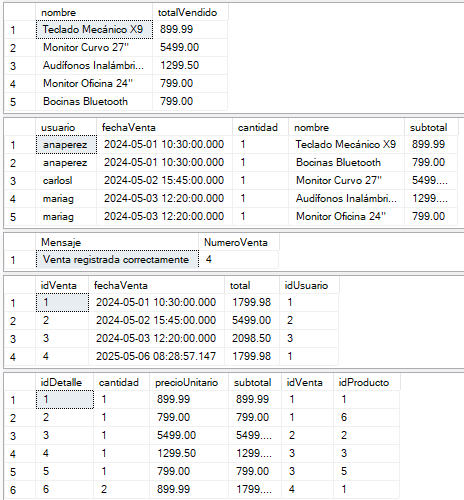 nombre totalVendido
1 Teclado Mecánico X9 899.99
2 Monitor Curvo 27" 5499.00
3 Audífonos Inalámbri... 1299.50
4 Monitor Oficina 24" 799.00
5 Bocinas Bluetooth 799.00
usuario fechaVenta cantidad nombre subtotal
1 anaperez 2024-05-01 10:30:00.000 1 Teclado Mecánico X9 899.99
2 anaperez 2024-05-01 10:30:00.000 1 Bocinas Bluetooth 799.00
3 carlosl 2024-05-02 15:45:00.000 1 Monitor Curvo 27" 5499....
4 mariag 2024-05-03 12:20:00.000 1 Audífonos Inalámbri... 1299....
5 mariag 2024-05-03 12:20:00.000 1 Monitor Oficina 24" 799.00
Mensaje NumeroVenta
1 Venta registrada correctamente 4
idVenta fechaVenta total idUsuario
1 1 2024-05-01 10:30:00.000 1799.98 1
2 2 2024-05-02 15:45:00.000 5499.00 2
3 3 2024-05-03 12:20:00.000 2098.50 3
4 4 2025-05-06 08:28:57.147 1799.98 1
idDetalle cantidad precioUnitario subtotal idVenta idProducto
1 1 1 899.99 899.99 1 1
2 2 1 799.00 799.00 1 6
3 3 1 5499.00 5499.... 2 2
4 4 1 1299.50 1299.... 3 3
5 5 1 799.00 799.00 3 5
6 6 2 899.99 1799.... 4 1